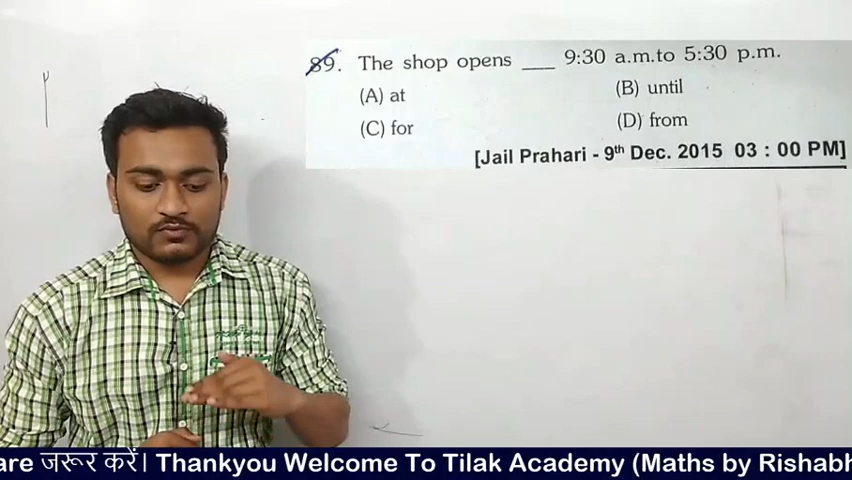 89. The shop opens ___ 9:30 a.m.to 5:30 p.m.
(A) at (B) until
(C) for (D) from
[Jail Prahari - 9th Dec. 2015 03 : 00 PM]
are जरूर करें। Thankyou Welcome To Tilak Academy (Maths by Rishabh